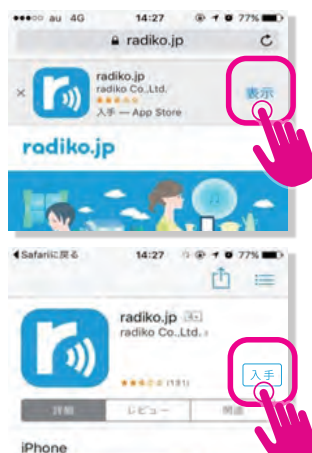 au 4G 14:27 77%
radiko.jp
radiko.jp
radiko Co.,Ltd.
入手 — App Store
表示
radiko.jp
Safariに戻る 14:27 77%
radiko.jp
radiko Co.,Ltd.
(191)
入手
詳細 レビュー 関連
iPhone